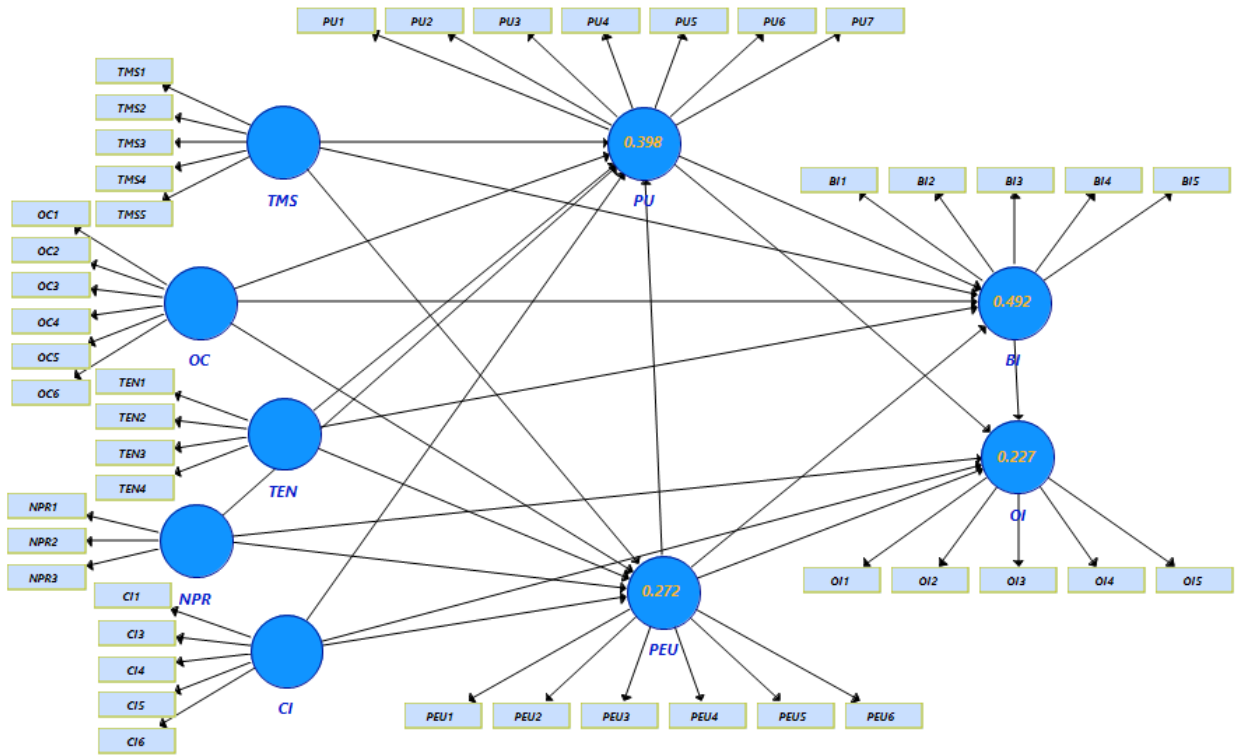 PU1
PU2
PU3
PU4
PU5
PU6
PU7
TMS1
TMS2
TMS3
TMS4
TMS5
TMS
0.398
PU
BI1
BI2
BI3
BI4
BI5
OC1
OC2
OC3
OC4
OC5
OC6
OC
0.492
BI
TEN1
TEN2
TEN3
TEN4
TEN
0.227
OI
NPR1
NPR2
NPR3
NPR
OI1
OI2
OI3
OI4
OI5
CI1
CI3
CI4
CI5
CI6
CI
0.272
PEU
PEU1
PEU2
PEU3
PEU4
PEU5
PEU6